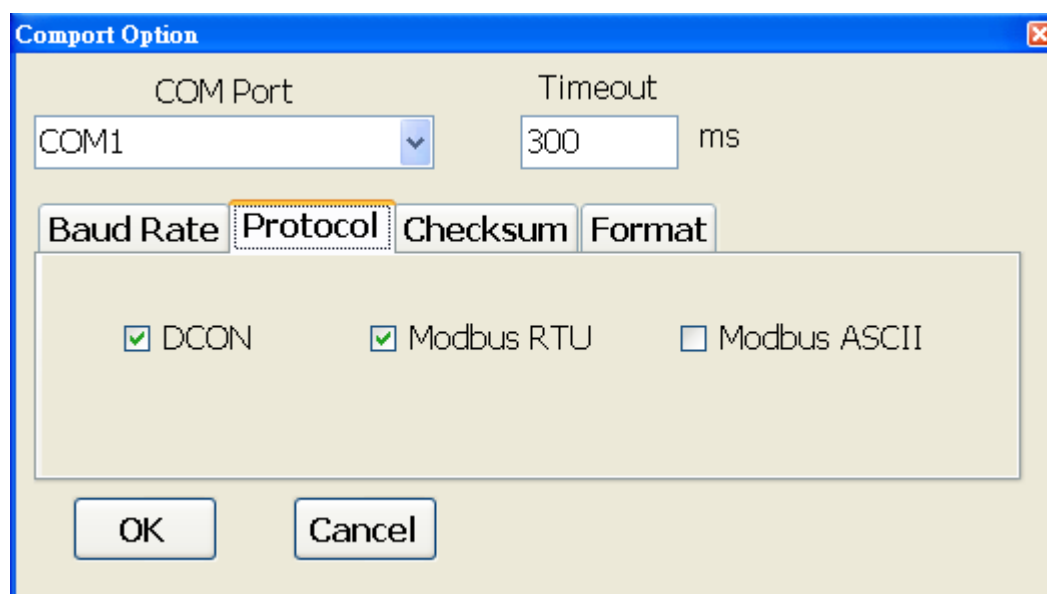 Comport Option
COM Port Timeout
COM1 300 ms
Baud Rate Protocol Checksum Format
DCON Modbus RTU Modbus ASCII
OK Cancel